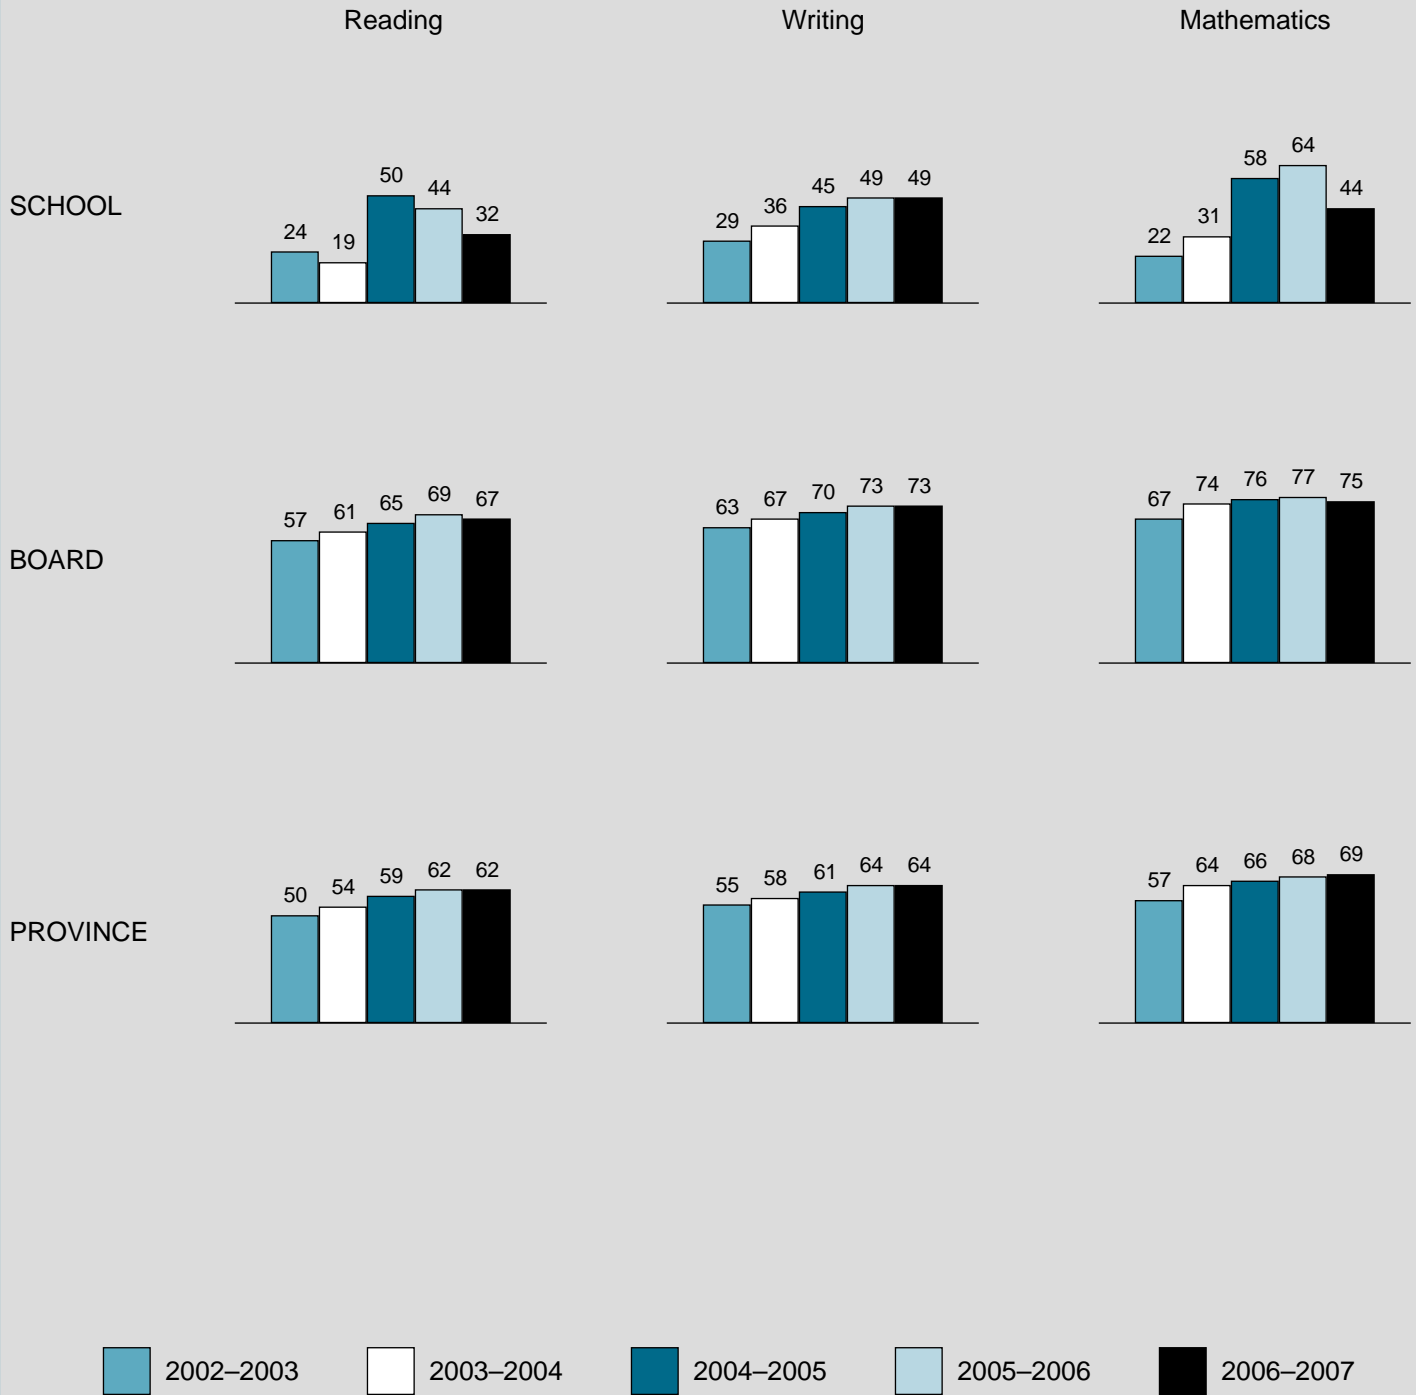 Reading Writing Mathematics
SCHOOL
24 19 50 44 32
29 36 45 49 49
22 31 58 64 44
BOARD
57 61 65 69 67
63 67 70 73 73
67 74 76 77 75
PROVINCE
50 54 59 62 62
55 58 61 64 64
57 64 66 68 69
2002–2003 2003–2004 2004–2005 2005–2006 2006–2007